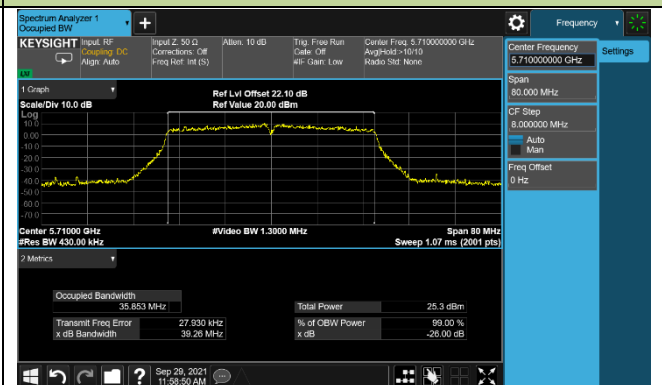 Spectrum Analyzer 1
Occupied BW
+
Frequency
KEYSIGHT
Input: RF
Coupling: DC
Align: Auto
Input Z: 50 Ω
Corrections: Off
Freq Ref: Int (S)
Atten: 10 dB
Trig: Free Run
Gate: Off
#IF Gain: Low
Center Freq: 5.710000000 GHz
Avg|Hold:>10/10
Radio Std: None
Center Frequency
5.710000000 GHz
Settings
Span
80.000 MHz
CF Step
8.000000 MHz
Auto
Man
Freq Offset
0 Hz
1 Graph
Scale/Div 10.0 dB
Ref Lvl Offset 22.10 dB
Ref Value 20.00 dBm
Log
10.0
0.00
-10.0
-20.0
-30.0
-40.0
-50.0
-60.0
-70.0
Center 5.71000 GHz
#Video BW 1.3000 MHz
Span 80 MHz
#Res BW 430.00 kHz
Sweep 1.07 ms (2001 pts)
2 Metrics
Occupied Bandwidth
35.853 MHz
Total Power
25.3 dBm
Transmit Freq Error
27.930 kHz
% of OBW Power
99.00 %
x dB Bandwidth
39.26 MHz
x dB
-26.00 dB
?
Sep 29, 2021
11:58:50 AM